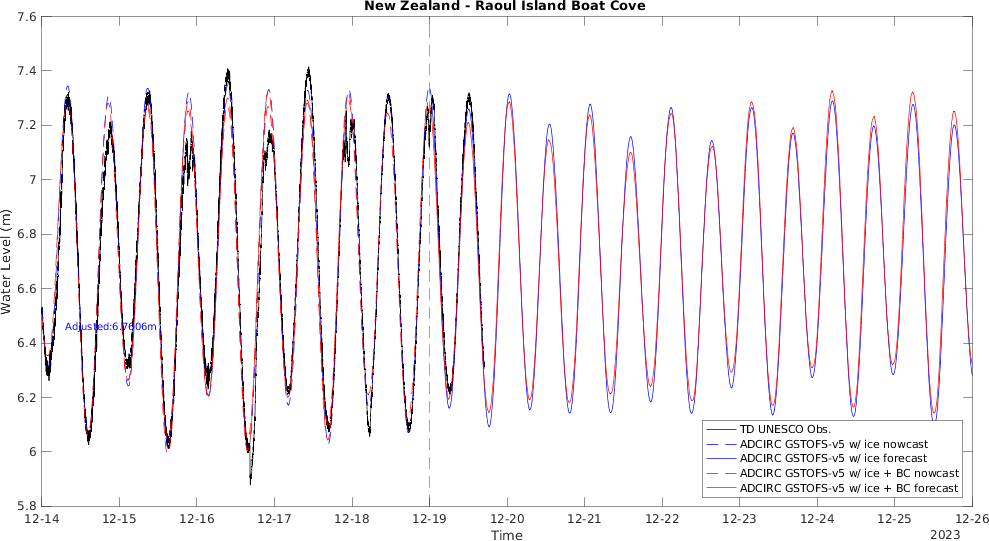 New Zealand - Raoul Island Boat Cove
7.6
7.4
7.2
7
6.8
6.6
6.4
6.2
6
5.8
Water Level (m)
Adjusted:6.7606m
TD UNESCO Obs.
ADCIRC GSTOFS-v5 w/ ice nowcast
ADCIRC GSTOFS-v5 w/ ice forecast
ADCIRC GSTOFS-v5 w/ ice + BC nowcast
ADCIRC GSTOFS-v5 w/ ice + BC forecast
12-14 12-15 12-16 12-17 12-18 12-19 12-20 12-21 12-22 12-23 12-24 12-25 12-26
Time
2023